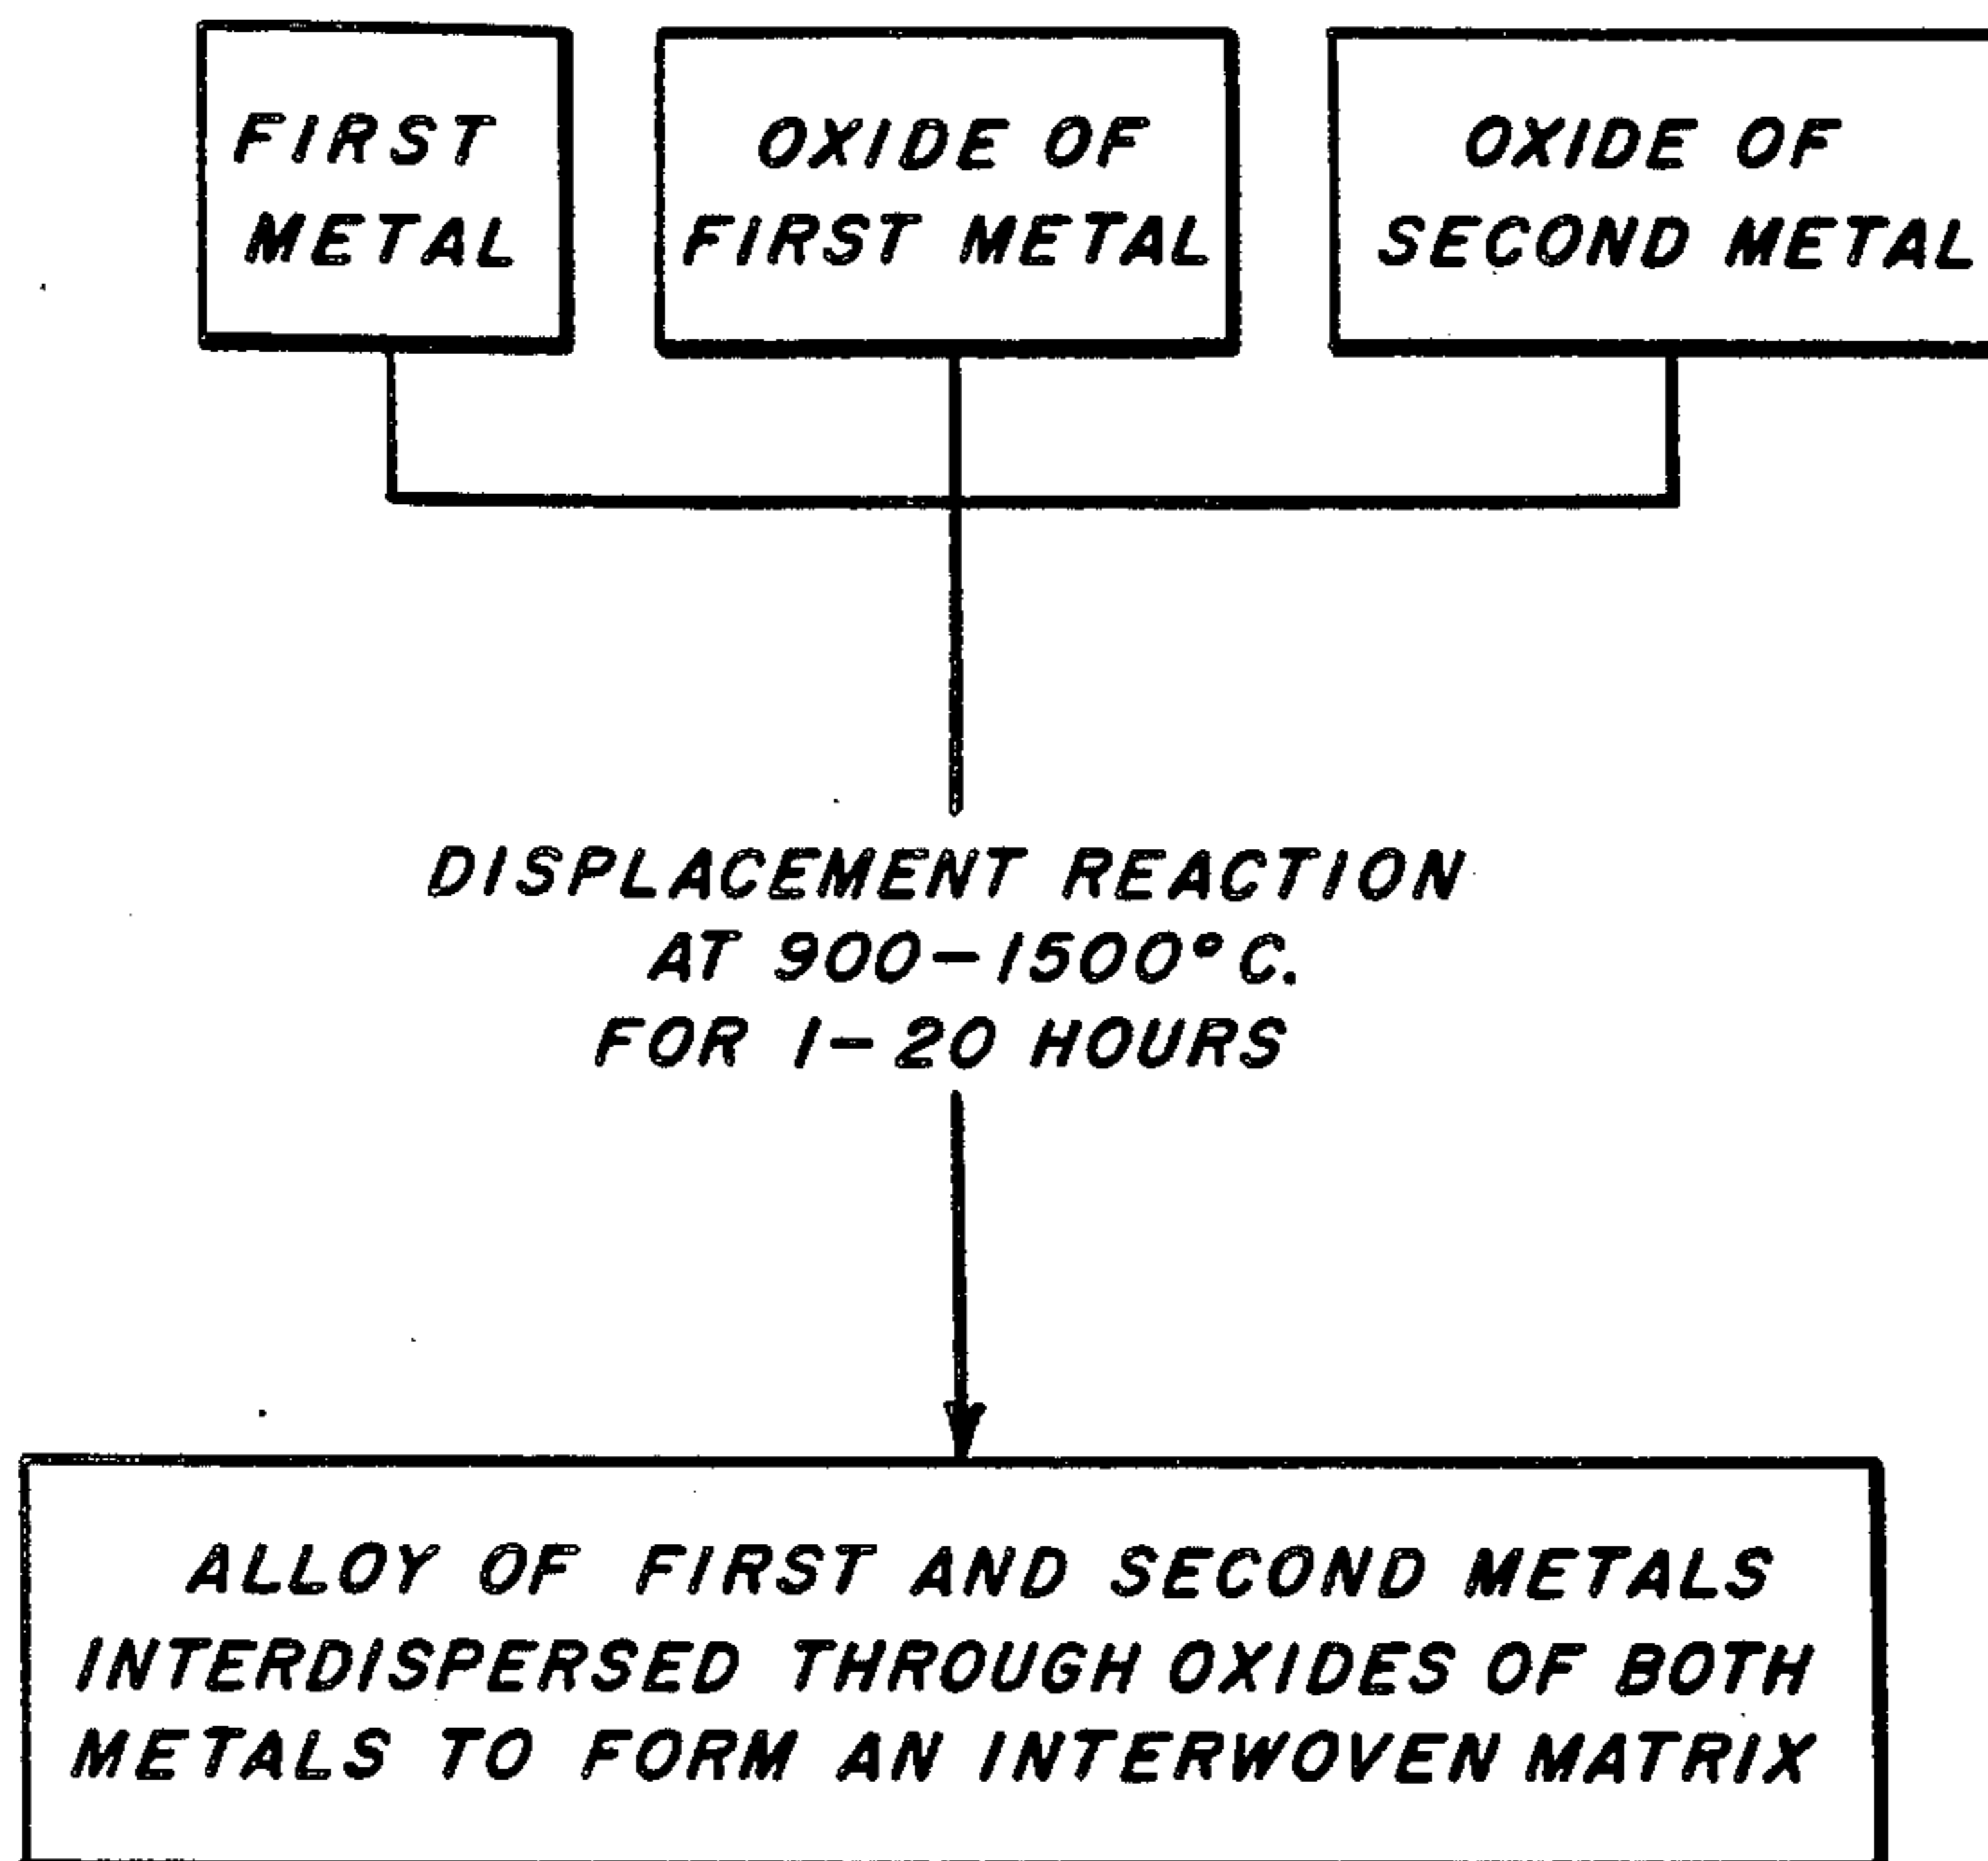 FIRST
METAL
OXIDE OF
FIRST METAL
OXIDE OF
SECOND METAL
DISPLACEMENT REACTION
AT 900-1500°C.
FOR 1-20 HOURS
ALLOY OF FIRST AND SECOND METALS
INTERDISPERSED THROUGH OXIDES OF BOTH
METALS TO FORM AN INTERWOVEN MATRIX